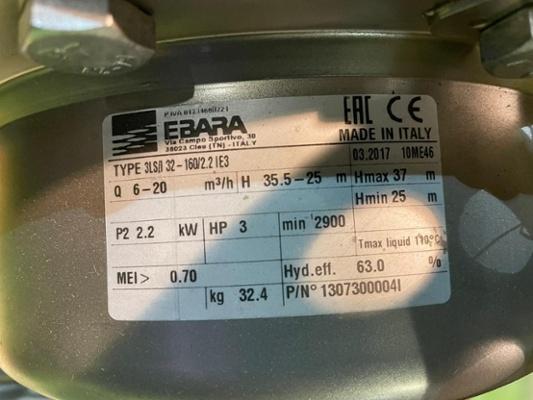 EBARA
Via Campo Sportivo, 30
38023 Cles (TN) - ITALY
EAC CE
MADE IN ITALY
TYPE 32-160/2.2 IE3
03.2017 10ME46
Q 6-20 m³/h H 35.5-25 m Hmax 37 m
Hmin 25 m
P2 2.2 kW HP 3 min⁻¹ 2900
Tmax liquid 110°C
MEI > 0.70 Hyd.eff. 63.0 %
kg 32.4 P/N° 1307300004I